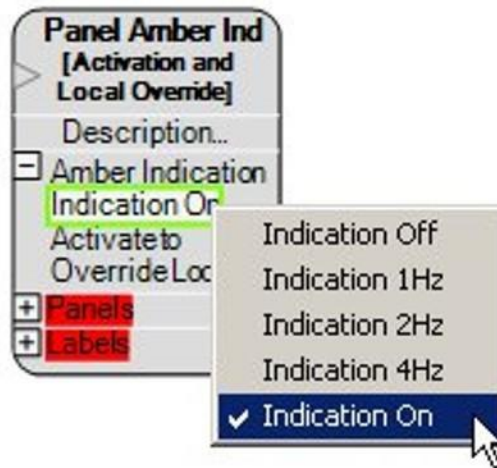 Panel Amber Ind
[Activation and
Local Override]
Description...
Amber Indication
Indication On
Activate to
Override Loc
Panels
Labels
Indication Off
Indication 1Hz
Indication 2Hz
Indication 4Hz
Indication On